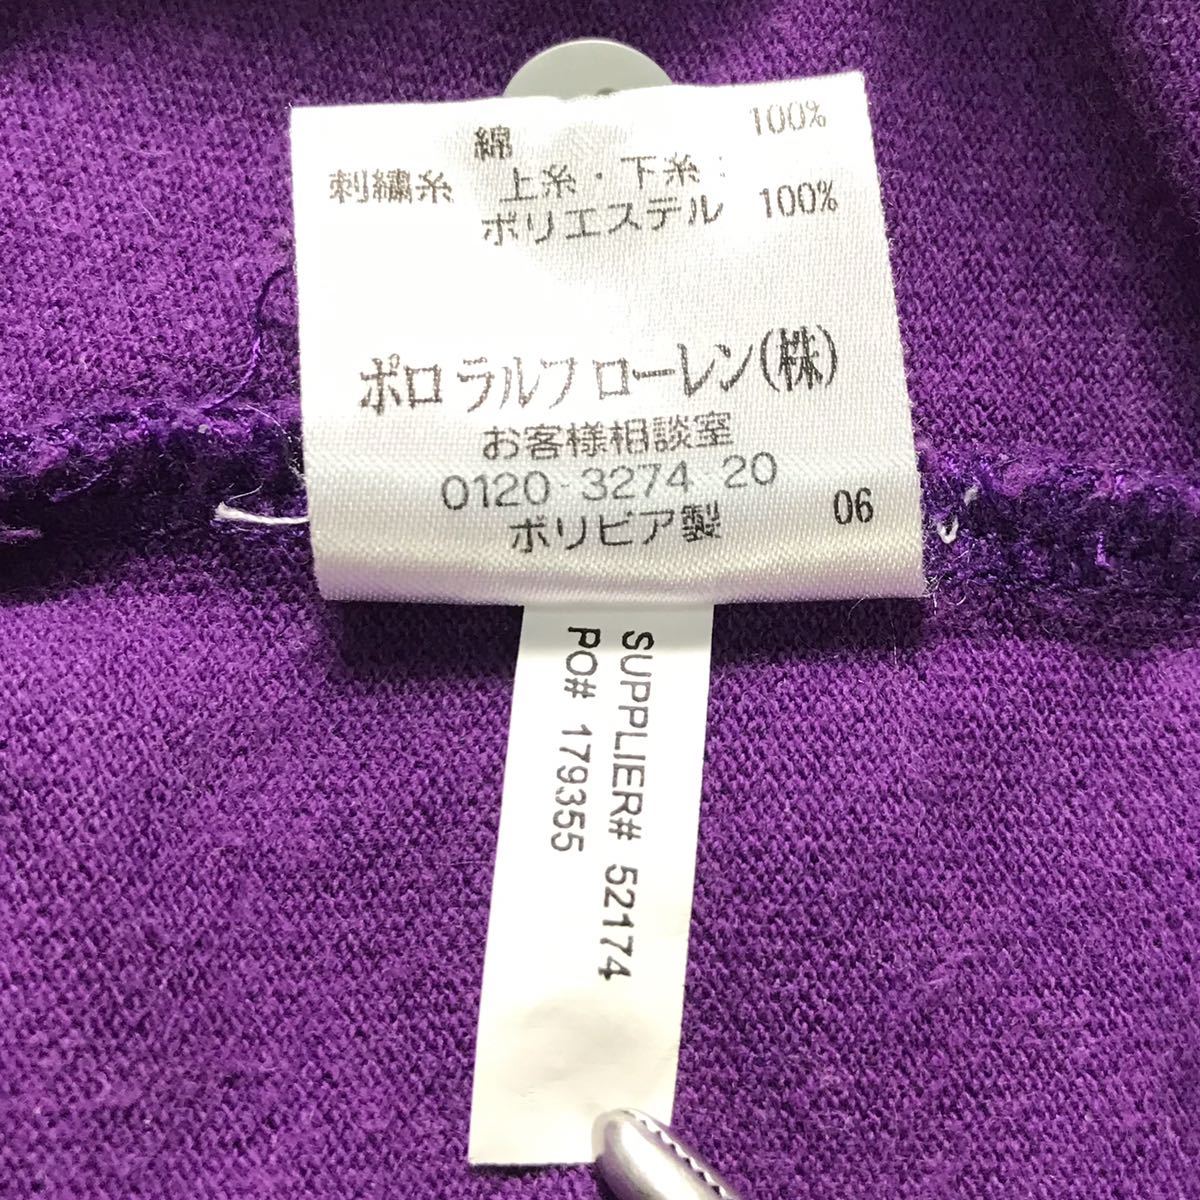 綿 100%
刺繍糸 上糸・下糸:
ポリエステル 100%
ポロ ラルフ ローレン(株)
お客様相談室
0120-3274-20
ボリビア製 06
SUPPLIER# 52174
PO# 179355